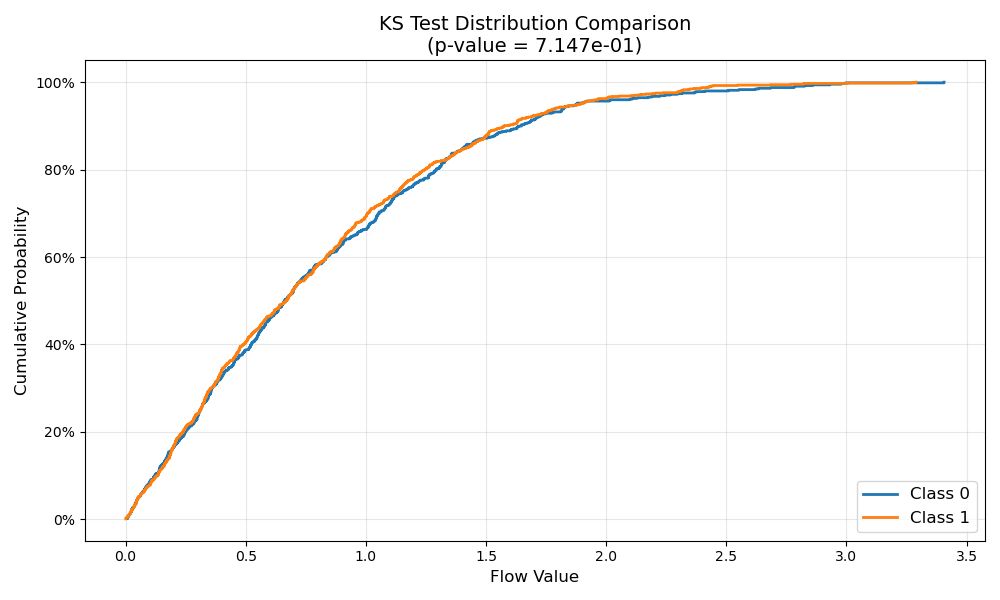 KS Test Distribution Comparison
(p-value = 7.147e-01)
100%
80%
60%
40%
20%
0%
Cumulative Probability
0.0
0.5
1.0
1.5
2.0
2.5
3.0
3.5
Flow Value
Class 0
Class 1